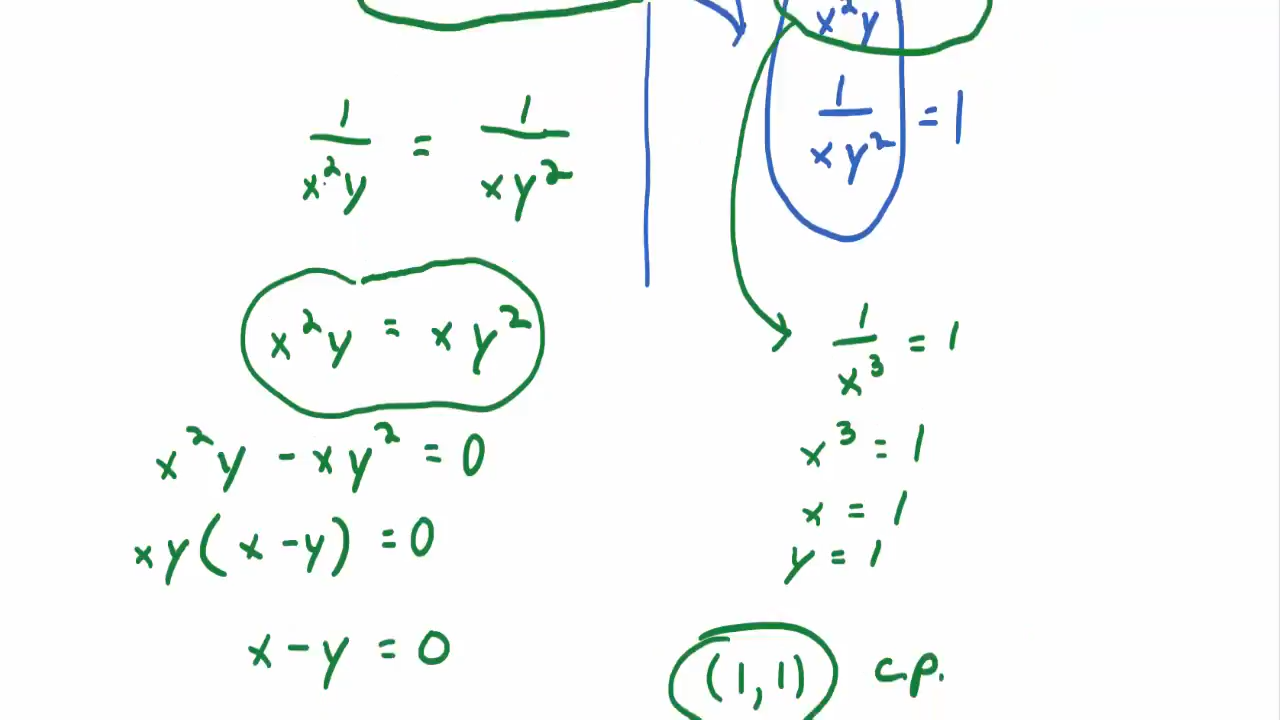 1/(x²y) = 1/(xy²)
x²y = xy²
x²y - xy² = 0
xy(x - y) = 0
x - y = 0
x²y
1/(xy²) = 1
1/x³ = 1
x³ = 1
x = 1
y = 1
(1, 1) c.p.